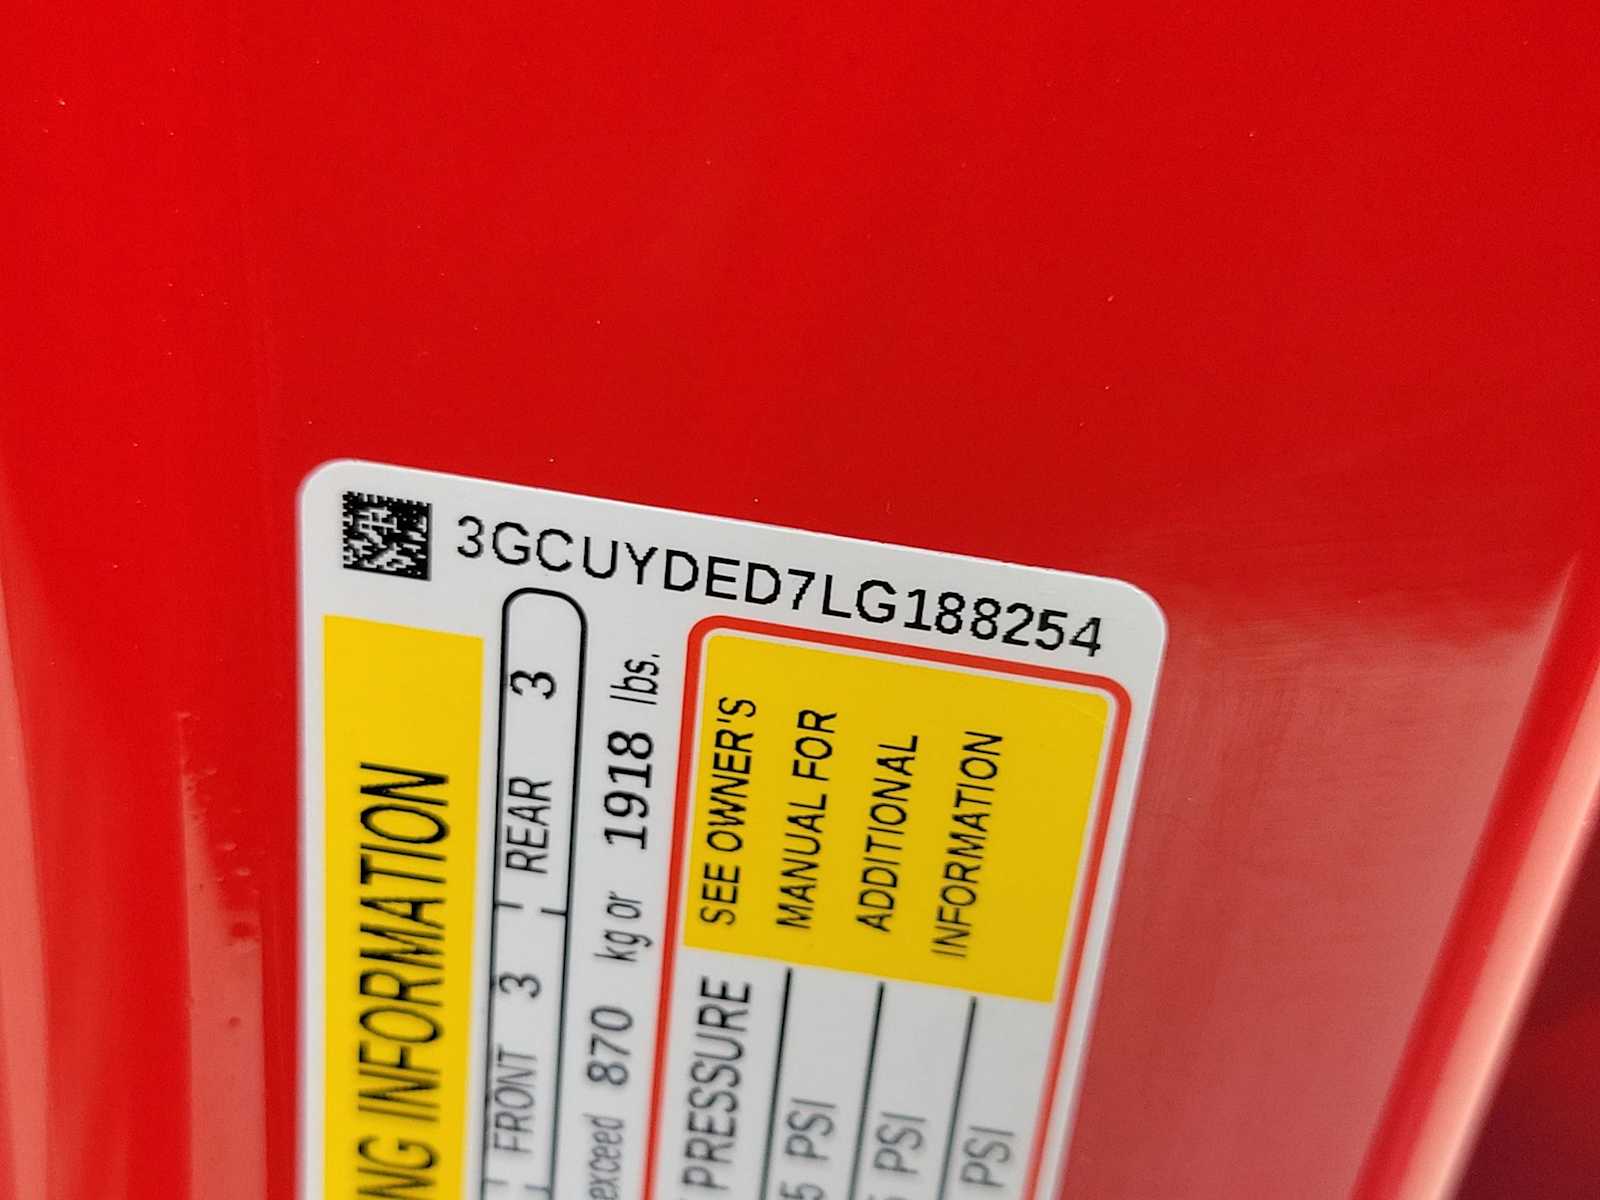 3GCUYDED7LG188254
NG INFORMATION
FRONT 3 REAR 3
exceed 870 kg or 1918 lbs.
PRESSURE
5 PSI
PSI
PSI
SEE OWNER'S
MANUAL FOR
ADDITIONAL
INFORMATION